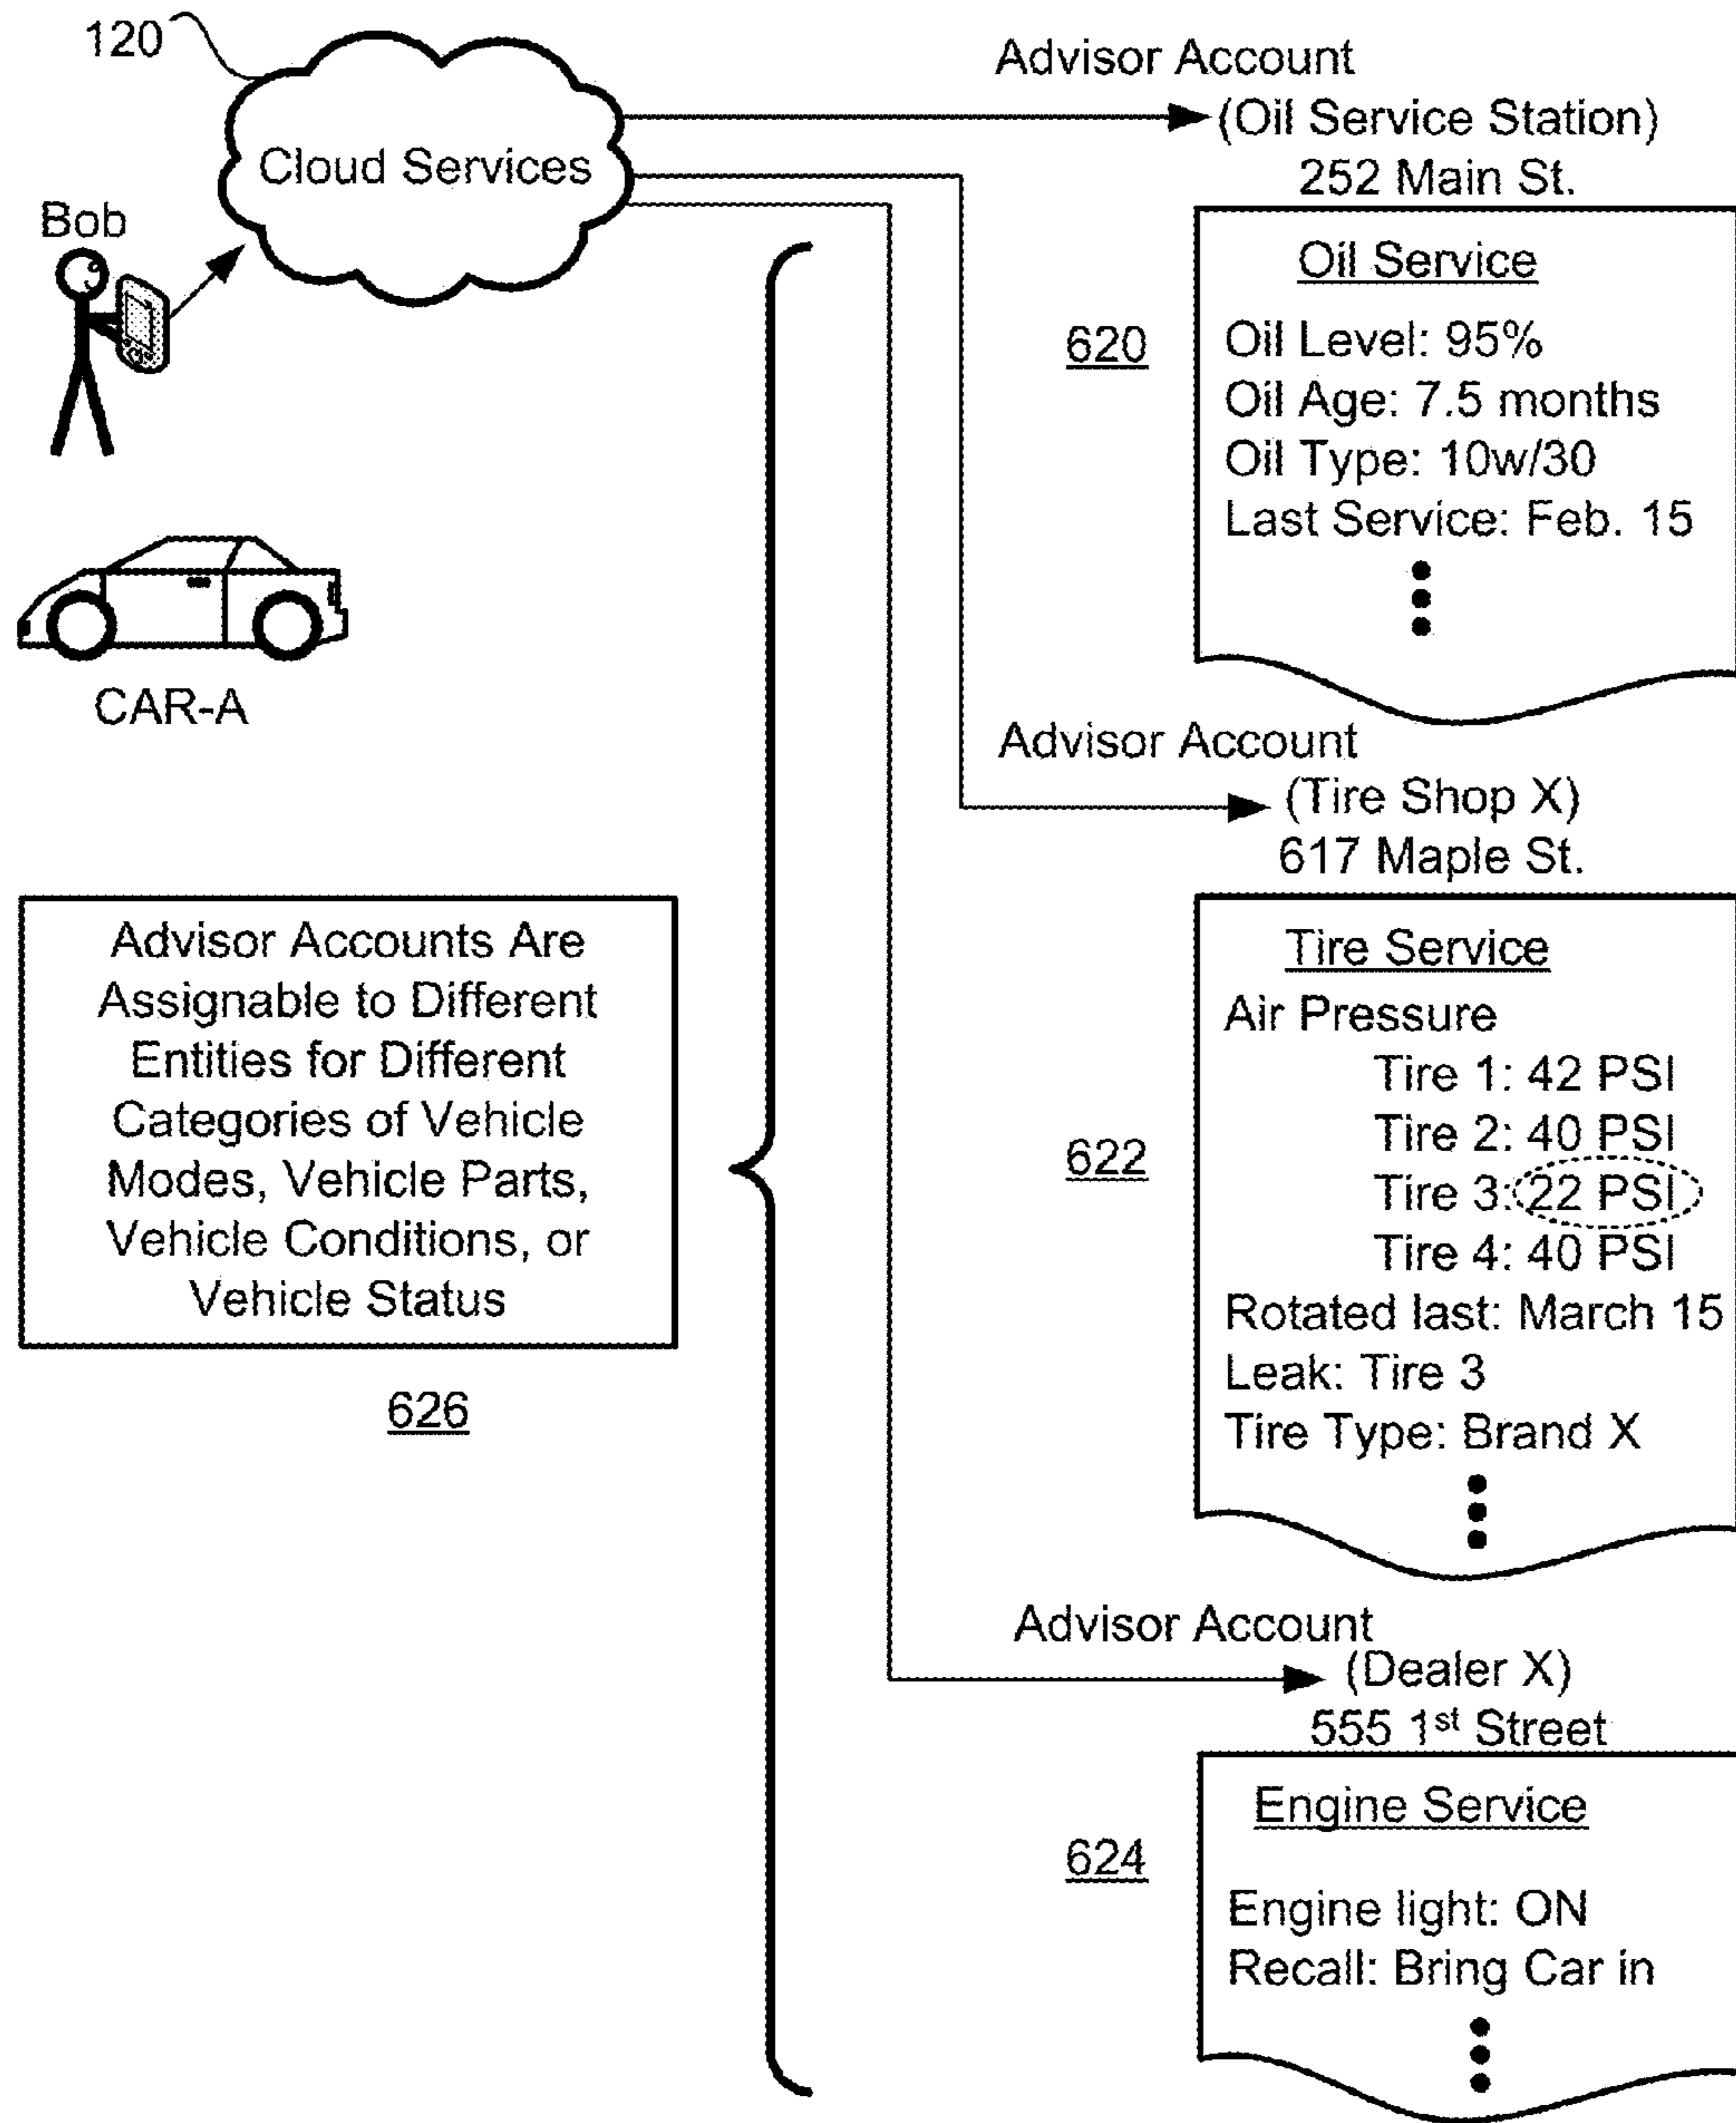 120
Cloud Services
Bob
CAR-A
Advisor Account
(Oil Service Station)
252 Main St.
620
Oil Service
Oil Level: 95%
Oil Age: 7.5 months
Oil Type: 10w/30
Last Service: Feb. 15
Advisor Account
(Tire Shop X)
617 Maple St.
622
Tire Service
Air Pressure
Tire 1: 42 PSI
Tire 2: 40 PSI
Tire 3: 22 PSI
Tire 4: 40 PSI
Rotated last: March 15
Leak: Tire 3
Tire Type: Brand X
Advisor Accounts Are
Assignable to Different
Entities for Different
Categories of Vehicle
Modes, Vehicle Parts,
Vehicle Conditions, or
Vehicle Status
626
Advisor Account
(Dealer X)
555 1st Street
624
Engine Service
Engine light: ON
Recall: Bring Car in